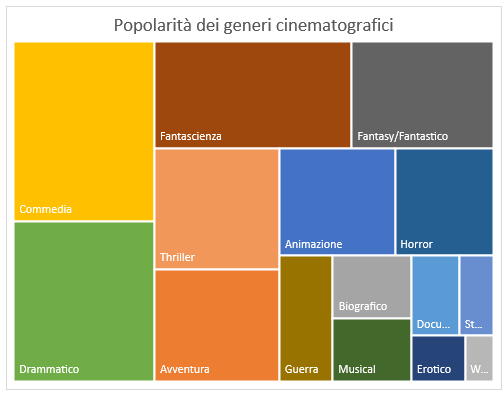 Popolarità dei generi cinematografici
Fantascienza
Fantasy/Fantastico
Commedia
Thriller
Animazione
Horror
Biografico
Docu...
St...
Drammatico
Avventura
Guerra
Musical
Erotico
W...